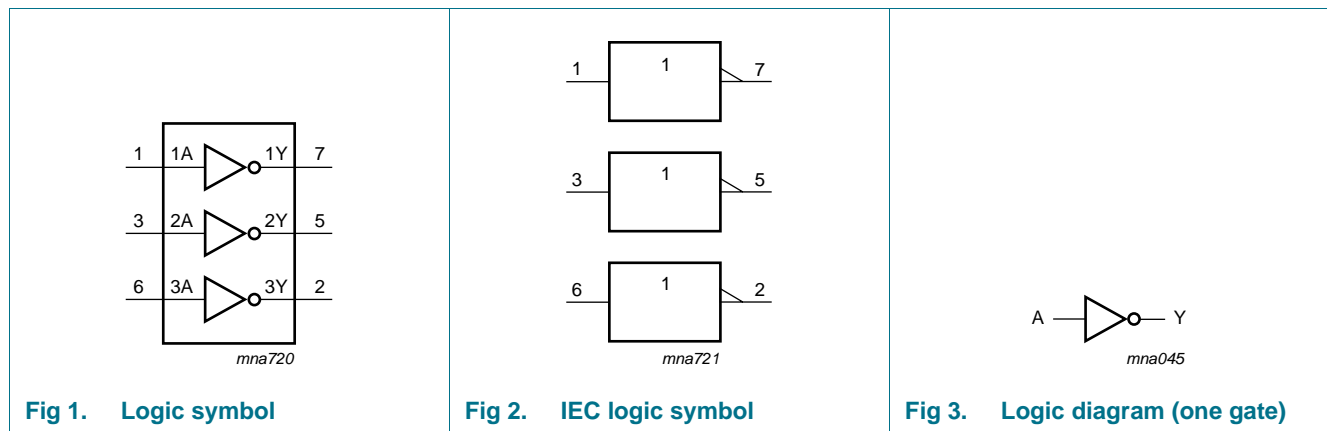 1 1A 1Y 7
3 2A 2Y 5
6 3A 3Y 2
mna720
Fig 1. Logic symbol
1 1 7
3 1 5
6 1 2
mna721
Fig 2. IEC logic symbol
A Y
mna045
Fig 3. Logic diagram (one gate)